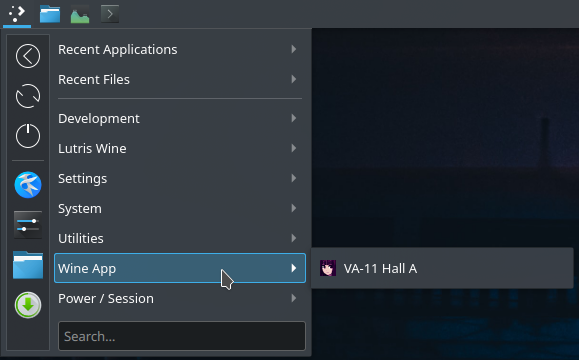 Recent Applications
Recent Files
Development
Lutris Wine
Settings
System
Utilities
Wine App
VA-11 Hall A
Power / Session
Search...